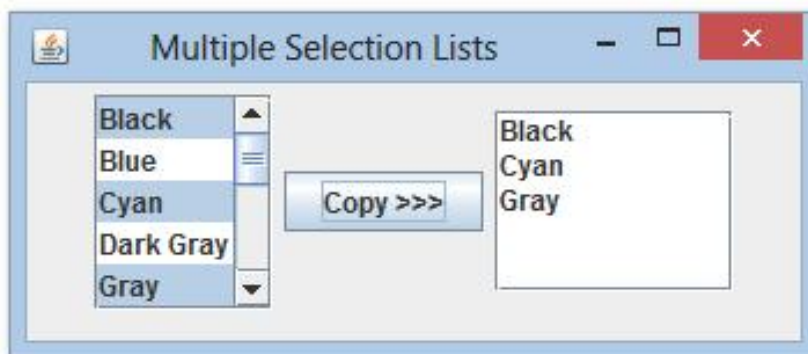 Multiple Selection Lists
Black
Blue
Cyan
Dark Gray
Gray
Copy >>>
Black
Cyan
Gray